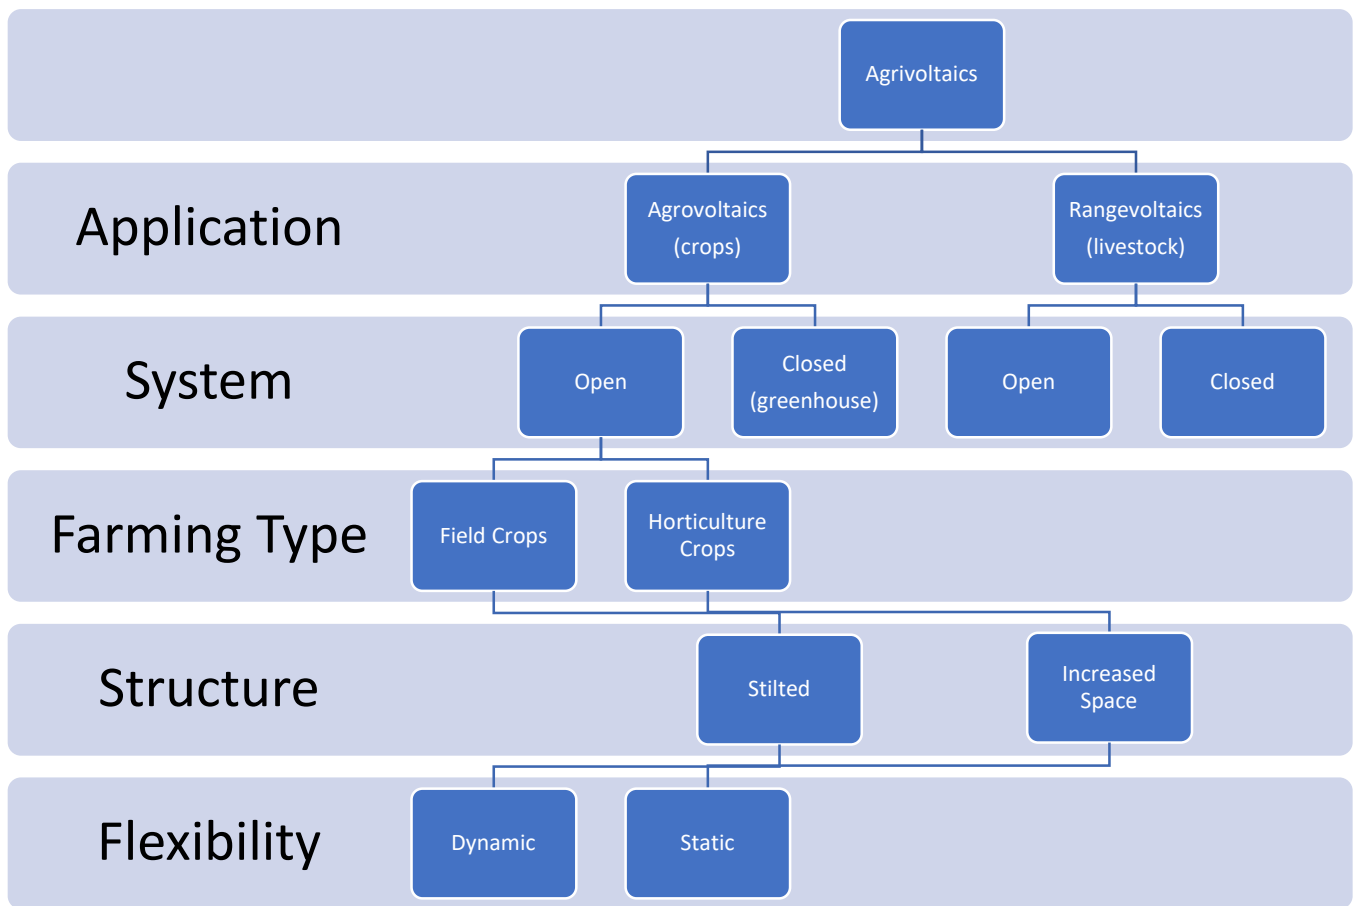 Agrivoltaics
Application
Agrovoltaics
(crops)
Rangevoltaics
(livestock)
System
Open
Closed
(greenhouse)
Open
Closed
Farming Type
Field Crops
Horticulture
Crops
Structure
Stilted
Increased
Space
Flexibility
Dynamic
Static